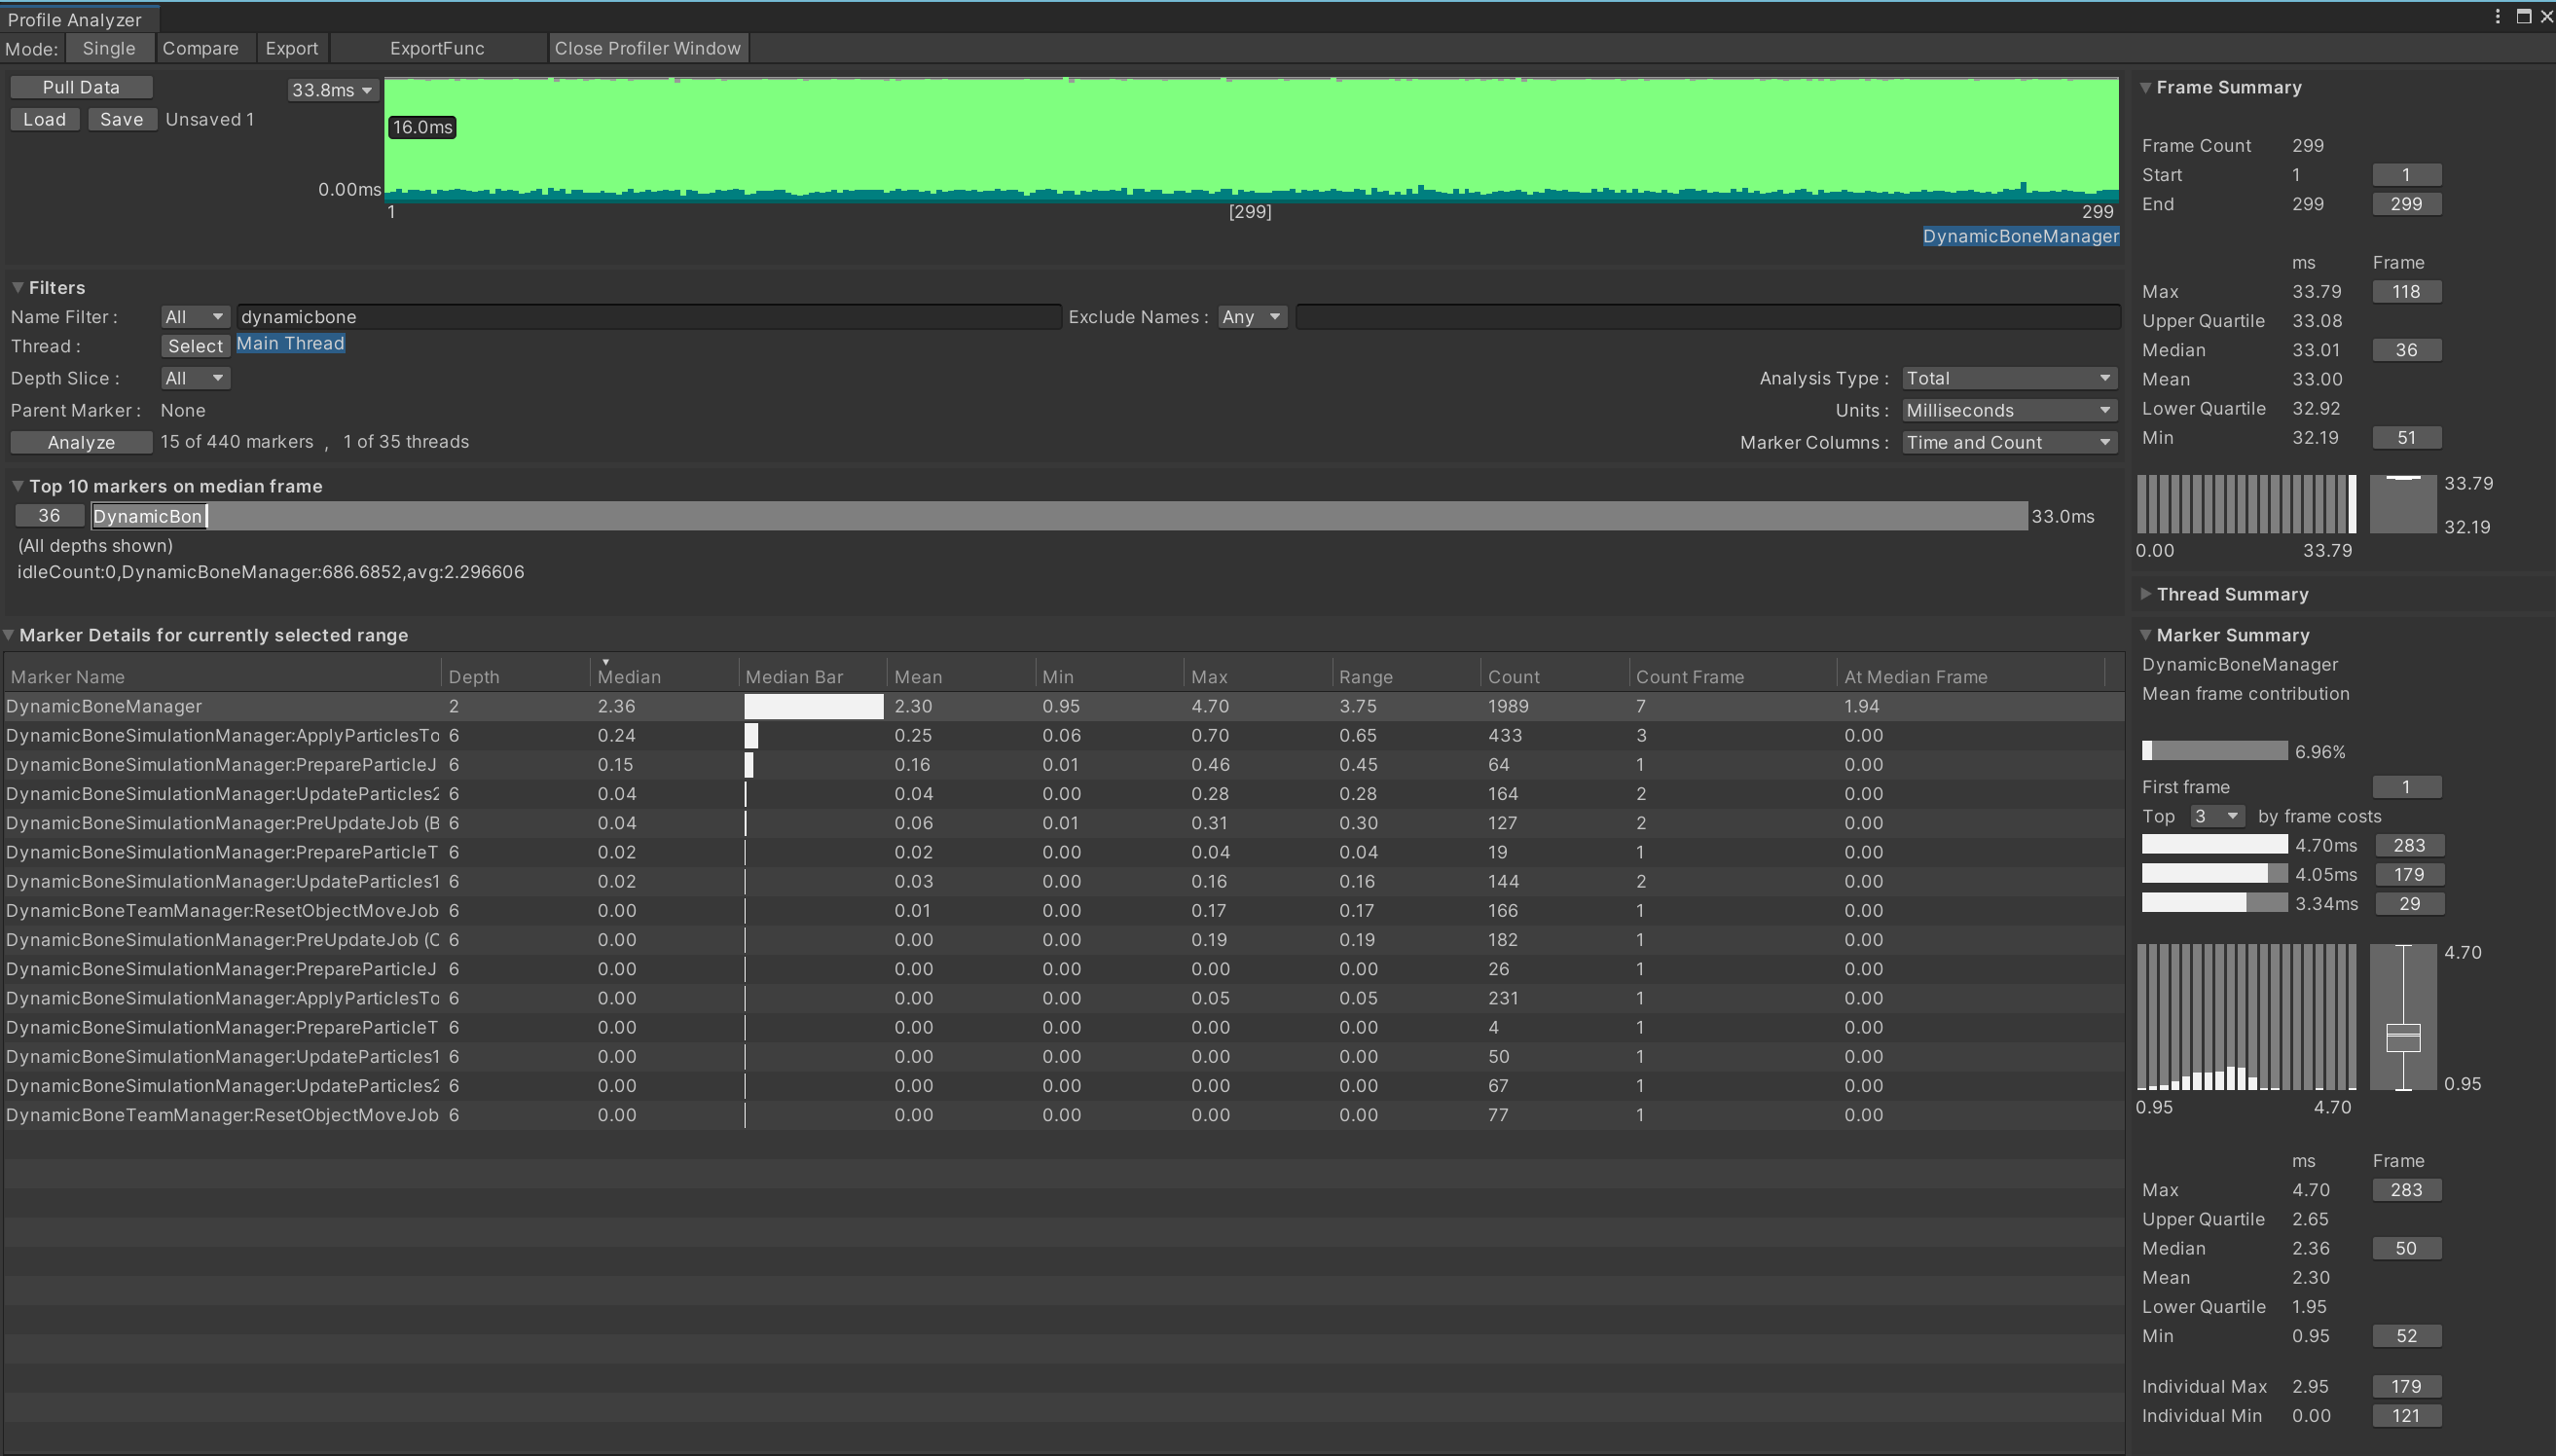 Profile Analyzer
Mode: Single Compare Export ExportFunc Close Profiler Window
Pull Data
Load Save Unsaved 1
33.8ms
16.0ms
0.00ms
1 [299] 299
DynamicBoneManager
Filters
Name Filter : All dynamicbone Exclude Names : Any
Thread : Select Main Thread
Depth Slice : All Analysis Type : Total
Parent Marker : None Units : Milliseconds
Analyze 15 of 440 markers , 1 of 35 threads Marker Columns : Time and Count
Top 10 markers on median frame
36 DynamicBon 33.0ms
(All depths shown)
idleCount:0,DynamicBoneManager:686.6852,avg:2.296606
Marker Details for currently selected range
Marker Name Depth Median Median Bar Mean Min Max Range Count Count Frame At Median Frame
DynamicBoneManager 2 2.36 2.30 0.95 4.70 3.75 1989 7 1.94
DynamicBoneSimulationManager:ApplyParticlesTo 6 0.24 0.25 0.06 0.70 0.65 433 3 0.00
DynamicBoneSimulationManager:PrepareParticleJ 6 0.15 0.16 0.01 0.46 0.45 64 1 0.00
DynamicBoneSimulationManager:UpdateParticles2 6 0.04 0.04 0.00 0.28 0.28 164 2 0.00
DynamicBoneSimulationManager:PreUpdateJob (B 6 0.04 0.06 0.01 0.31 0.30 127 2 0.00
DynamicBoneSimulationManager:PrepareParticleT 6 0.02 0.02 0.00 0.04 0.04 19 1 0.00
DynamicBoneSimulationManager:UpdateParticles1 6 0.02 0.03 0.00 0.16 0.16 144 2 0.00
DynamicBoneTeamManager:ResetObjectMoveJob 6 0.00 0.01 0.00 0.17 0.17 166 1 0.00
DynamicBoneSimulationManager:PreUpdateJob (C 6 0.00 0.00 0.00 0.19 0.19 182 1 0.00
DynamicBoneSimulationManager:PrepareParticleJ 6 0.00 0.00 0.00 0.00 0.00 26 1 0.00
DynamicBoneSimulationManager:ApplyParticlesTo 6 0.00 0.00 0.00 0.05 0.05 231 1 0.00
DynamicBoneSimulationManager:PrepareParticleT 6 0.00 0.00 0.00 0.00 0.00 4 1 0.00
DynamicBoneSimulationManager:UpdateParticles1 6 0.00 0.00 0.00 0.00 0.00 50 1 0.00
DynamicBoneSimulationManager:UpdateParticles2 6 0.00 0.00 0.00 0.00 0.00 67 1 0.00
DynamicBoneTeamManager:ResetObjectMoveJob 6 0.00 0.00 0.00 0.00 0.00 77 1 0.00
Frame Summary
Frame Count 299
Start 1 1
End 299 299
ms Frame
Max 33.79 118
Upper Quartile 33.08
Median 33.01 36
Mean 33.00
Lower Quartile 32.92
Min 32.19 51
33.79
32.19
0.00 33.79
Thread Summary
Marker Summary
DynamicBoneManager
Mean frame contribution
6.96%
First frame 1
Top 3 by frame costs
4.70ms 283
4.05ms 179
3.34ms 29
4.70
0.95
0.95 4.70
ms Frame
Max 4.70 283
Upper Quartile 2.65
Median 2.36 50
Mean 2.30
Lower Quartile 1.95
Min 0.95 52
Individual Max 2.95 179
Individual Min 0.00 121